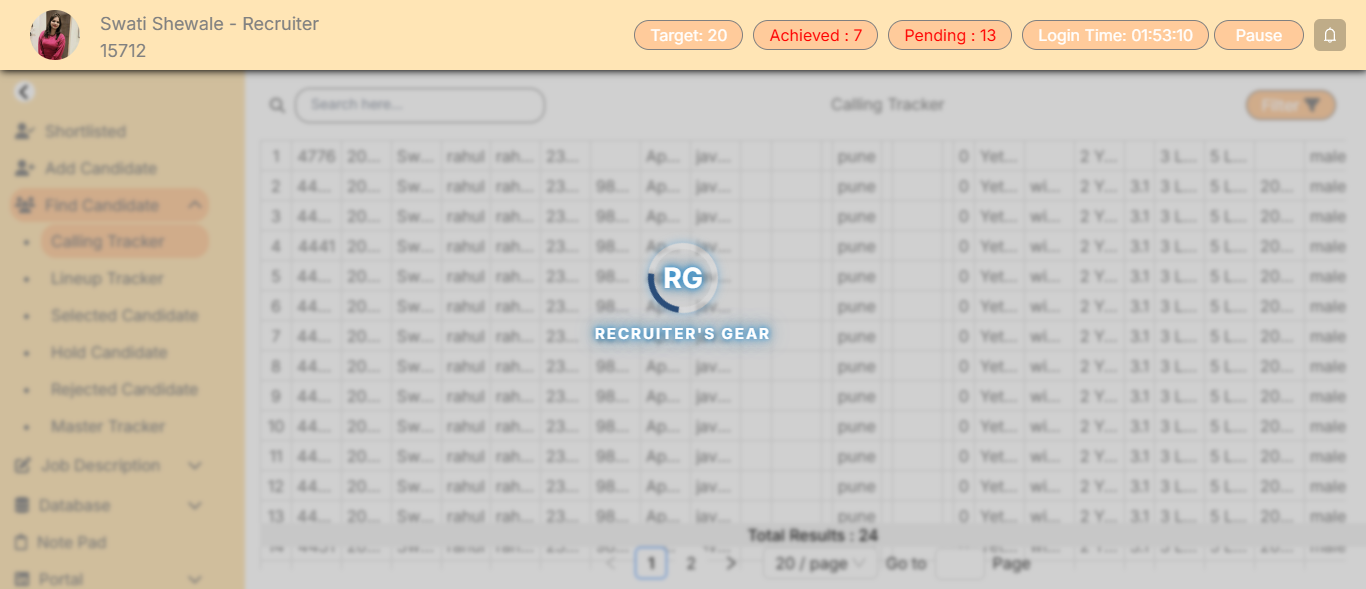 Swati Shewale - Recruiter
15712
Target: 20 Achieved : 7 Pending : 13 Login Time: 01:53:10 Pause
Search here... Calling Tracker Filter
Shortlisted
Add Candidate
Find Candidate
Calling Tracker
Lineup Tracker
Selected Candidate
Hold Candidate
Rejected Candidate
Master Tracker
Job Description
Database
Note Pad
Portal
1 4776 20... Sw... rahul rah... 23... Ap... jav... pune 0 Yet... 2 Y... 3 L... 5 L... male
2 44... 20... Sw... rahul rah... 23... 98... Ap... jav... pune 0 Yet... wi... 2 Y... 3.1 3 L... 5 L... 20... male
3 44... 20... Sw... rahul rah... 23... 98... Ap... jav... pune 0 Yet... wi... 2 Y... 3.1 3 L... 5 L... 20... male
4 4441 20... Sw... rahul rah... 23... 98... Ap... jav... pune 0 Yet... wi... 2 Y... 3.1 3 L... 5 L... 20... male
5 44... 20... Sw... rahul rah... 23... 98... jav... pune 0 Yet... wi... 2 Y... 3.1 3 L... 5 L... 20... male
6 44... 20... Sw... rahul rah... 23... 98... Ap... jav... pune 0 Yet... wi... 2 Y... 3.1 3 L... 5 L... 20... male
7 44... 20... Sw... rahul rah... 23... pune 0 Yet... wi... 2 Y... 3.1 3 L... 5 L... 20... male
8 44... 20... Sw... rahul rah... 23... 98... Ap... jav... pune 0 Yet... wi... 2 Y... 3.1 3 L... 5 L... 20... male
9 44... 20... Sw... rahul rah... 23... 98... Ap... jav... pune 0 Yet... wi... 2 Y... 3.1 3 L... 5 L... 20... male
10 44... 20... Sw... rahul rah... 23... 98... Ap... jav... pune 0 Yet... wi... 2 Y... 3.1 3 L... 5 L... 20... male
11 44... 20... Sw... rahul rah... 23... 98... Ap... jav... pune 0 Yet... wi... 2 Y... 3.1 3 L... 5 L... 20... male
12 44... 20... Sw... rahul rah... 23... 98... Ap... jav... pune 0 Yet... wi... 2 Y... 3.1 3 L... 5 L... 20... male
13 44... 20... Sw... rahul rah... 23... 98... Ap... jav... pune 0 Yet... wi... 2 Y... 3.1 3 L... 5 L... 20... male
RG
RECRUITER'S GEAR
Total Results : 24
1 2 20 / page Go to Page